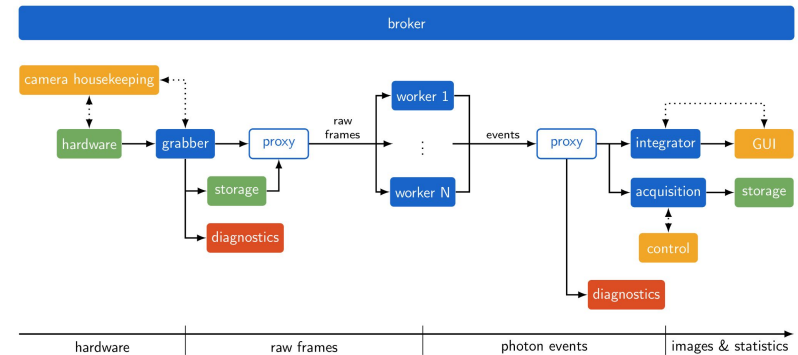 broker
camera housekeeping
hardware
grabber
proxy
storage
diagnostics
raw
frames
worker 1
⋮
worker N
events
proxy
diagnostics
integrator
GUI
acquisition
storage
control
hardware
raw frames
photon events
images & statistics